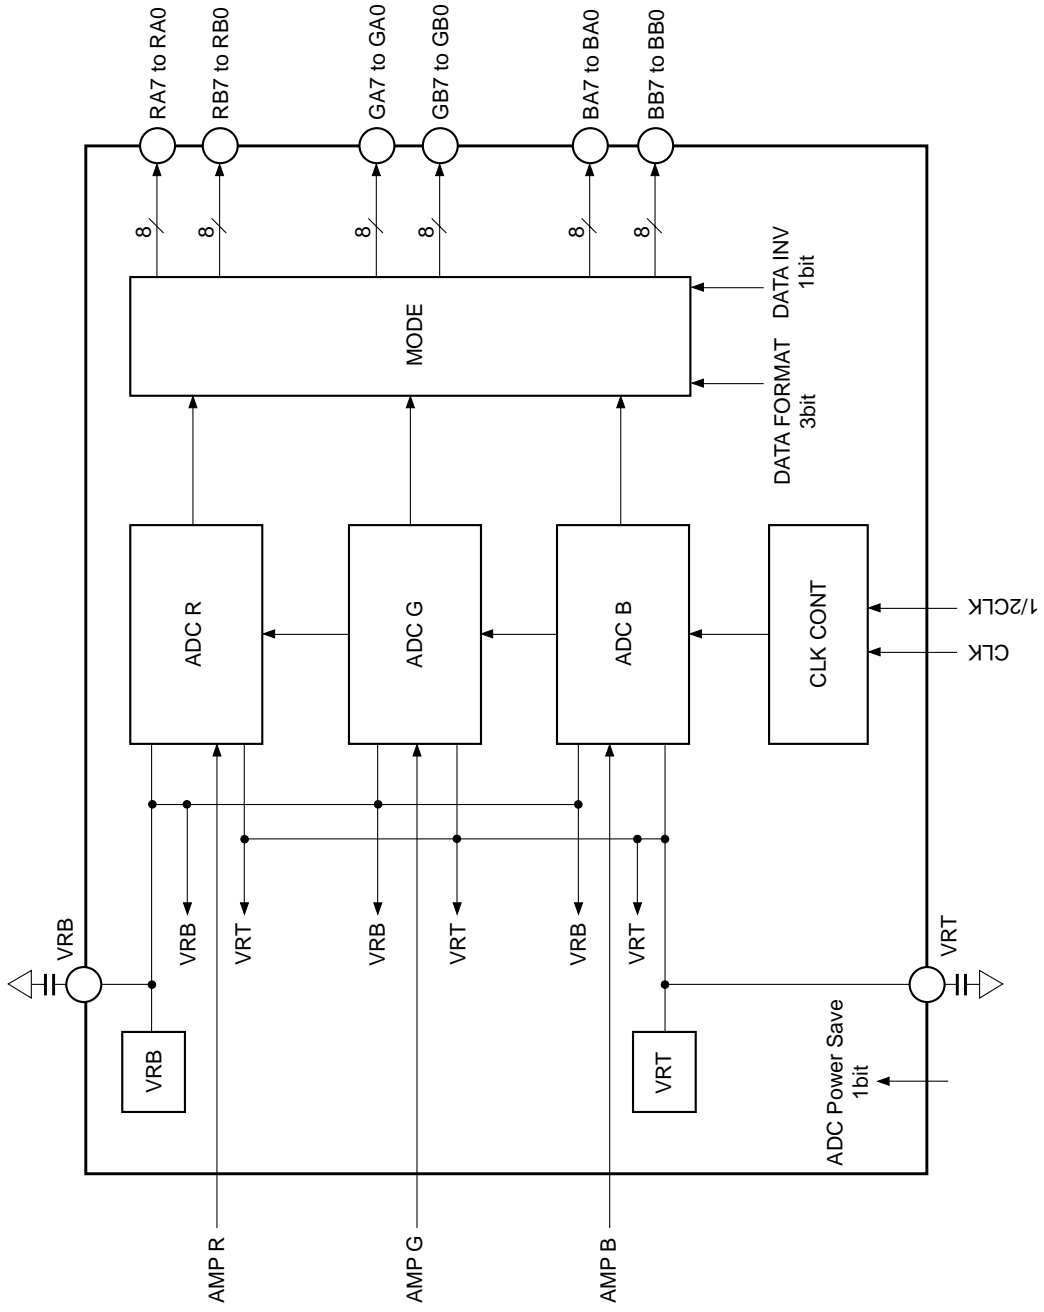 RA7 to RA0
RB7 to RB0
GA7 to GA0
GB7 to GB0
BA7 to BA0
BB7 to BB0
8
8
8
8
8
8
MODE
DATA INV
1bit
DATA FORMAT
3bit
ADC R
ADC G
ADC B
CLK CONT
1/2CLK
CLK
VRB
VRB
VRT
VRB
VRT
VRB
VRT
VRT
VRB
VRT
ADC Power Save
1bit
AMP R
AMP G
AMP B